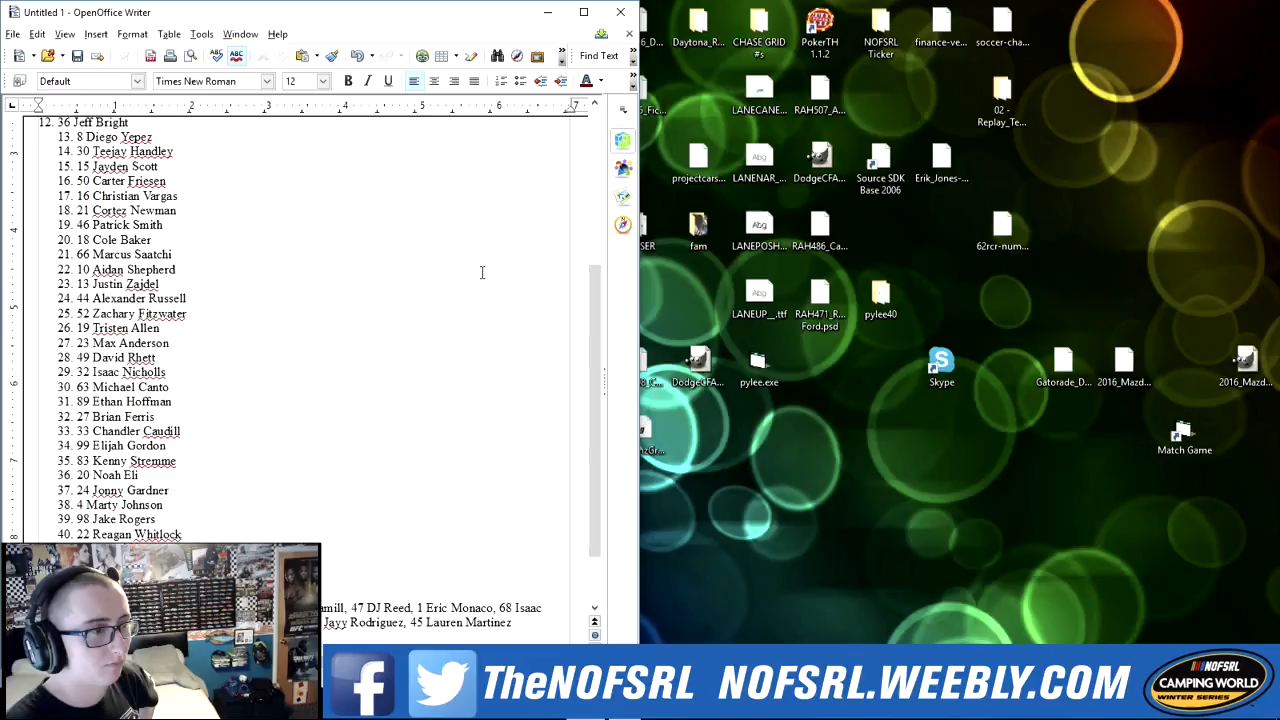 Untitled 1 - OpenOffice Writer
File Edit View Insert Format Table Tools Window Help
Find Text
Default Times New Roman 12
1 2 3 4 5 6 7
12. 36 Jeff Bright
13. 8 Diego Yepez
14. 30 Teejay Handley
15. 15 Jayden Scott
16. 50 Carter Friesen
17. 16 Christian Vargas
18. 21 Cortez Newman
19. 46 Patrick Smith
20. 18 Cole Baker
21. 66 Marcus Saatchi
22. 10 Aidan Shepherd
23. 13 Justin Zajdel
24. 44 Alexander Russell
25. 52 Zachary Fitzwater
26. 19 Tristen Allen
27. 23 Max Anderson
28. 49 David Rhett
29. 32 Isaac Nicholls
30. 63 Michael Canto
31. 89 Ethan Hoffman
32. 27 Brian Ferris
33. 33 Chandler Caudill
34. 99 Elijah Gordon
35. 83 Kenny Stremme
36. 20 Noah Eli
37. 24 Jonny Gardner
38. 4 Marty Johnson
39. 98 Jake Rogers
40. 22 Reagan Whitlock
amill, 47 DJ Reed, 1 Eric Monaco, 68 Isaac
Jayy Rodriguez, 45 Lauren Martinez
Daytona_R...
CHASE GRID #s
PokerTH 1.1.2
NOFSRL Ticker
finance-ve...
soccer-cha...
LANECANE...
RAH507_A...
02 - Replay_Te...
projectcars...
LANENAR_...
DodgeCFA...
Source SDK Base 2006
Erik_Jones-...
fam
LANEPOSH...
RAH486_Ca...
62rcr-num...
LANEUP__.ttf
RAH471_R... Ford.psd
pylee40
DodgeCFA...
pylee.exe
Skype
Gatorade_D...
2016_Mazd...
2016_Mazd...
Match Game
TheNOFSRL NOFSRL.WEEBLY.COM
NOFSRL
CAMPING WORLD
WINTER SERIES